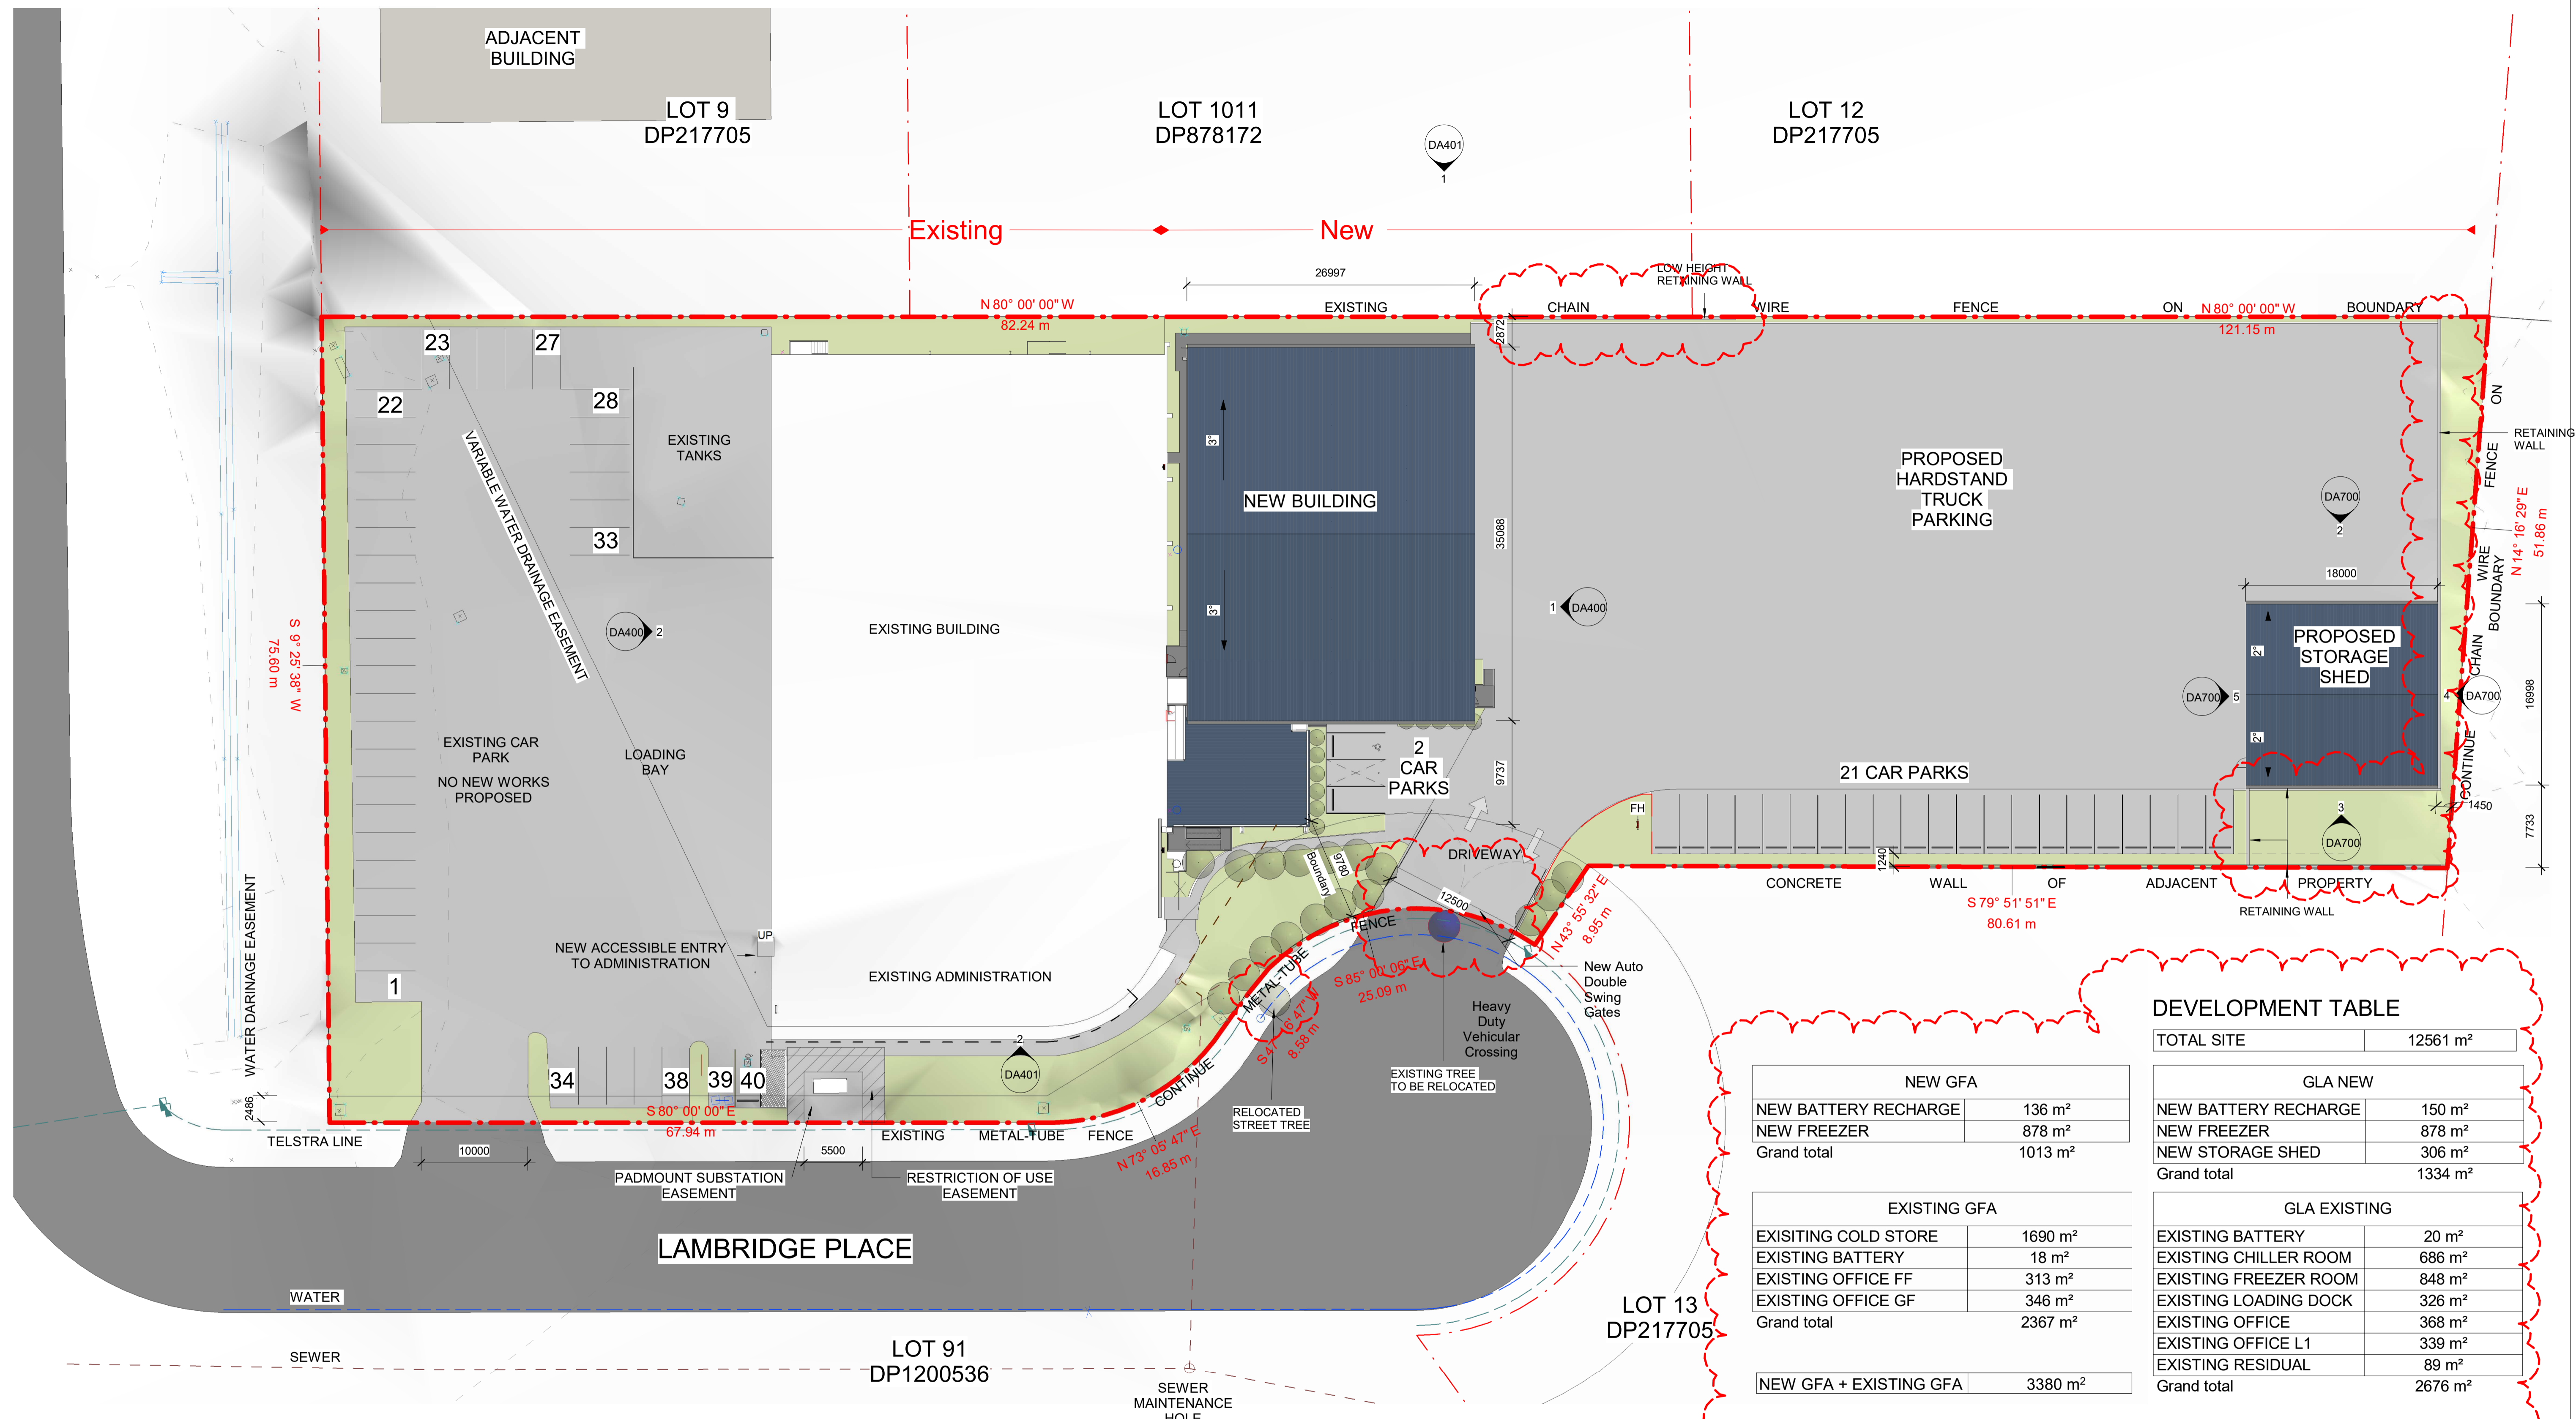 ADJACENT
BUILDING
LOT 9
DP217705
LOT 1011
DP878172
LOT 12
DP217705
DA401
1
Existing
New
26997
LOW HEIGHT
RETAINING WALL
N 80° 00' 00" W
82.24 m
EXISTING
CHAIN
WIRE
FENCE
ON
N 80° 00' 00" W
121.15 m
BOUNDARY
2872
23
27
22
28
33
EXISTING
TANKS
VARIABLE WATER DRAINAGE EASEMENT
3°
3°
NEW BUILDING
35088
PROPOSED
HARDSTAND
TRUCK
PARKING
DA700
2
RETAINING
WALL
ON
FENCE
WIRE
BOUNDARY
CHAIN
CONTINUE
N 14° 16' 29" E
51.86 m
18000
1
DA400
DA400
2
EXISTING BUILDING
S 9° 25' 38" W
75.60 m
PROPOSED
STORAGE
SHED
2°
2°
DA700
5
4
DA700
16998
EXISTING CAR
PARK
NO NEW WORKS
PROPOSED
LOADING
BAY
2
CAR
PARKS
9737
21 CAR PARKS
FH
1450
7733
3
DA700
DRIVEWAY
Boundary
9780
12500
1240
CONCRETE
WALL
OF
ADJACENT
PROPERTY
S 79° 51' 51" E
80.61 m
RETAINING WALL
N 43° 55' 32" E
8.95 m
WATER DARINAGE EASEMENT
NEW ACCESSIBLE ENTRY
TO ADMINISTRATION
UP
EXISTING ADMINISTRATION
1
FENCE
METAL-TUBE
CONTINUE
S 85° 00' 06" E
25.09 m
8.58 m
New Auto
Double
Swing
Gates
Heavy
Duty
Vehicular
Crossing
EXISTING TREE
TO BE RELOCATED
RELOCATED
STREET TREE
2
DA401
34
38
39
40
2486
S 80° 00' 00" E
67.94 m
TELSTRA LINE
EXISTING
METAL-TUBE
FENCE
N 73° 05' 47" E
16.85 m
10000
5500
PADMOUNT SUBSTATION
EASEMENT
RESTRICTION OF USE
EASEMENT
LAMBRIDGE PLACE
WATER
SEWER
LOT 91
DP1200536
SEWER
MAINTENANCE
HOLE
LOT 13
DP217705
DEVELOPMENT TABLE
TOTAL SITE 12561 m²
NEW GFA
NEW BATTERY RECHARGE 136 m²
NEW FREEZER 878 m²
Grand total 1013 m²
GLA NEW
NEW BATTERY RECHARGE 150 m²
NEW FREEZER 878 m²
NEW STORAGE SHED 306 m²
Grand total 1334 m²
EXISTING GFA
EXISITING COLD STORE 1690 m²
EXISTING BATTERY 18 m²
EXISTING OFFICE FF 313 m²
EXISTING OFFICE GF 346 m²
Grand total 2367 m²
NEW GFA + EXISTING GFA 3380 m²
GLA EXISTING
EXISTING BATTERY 20 m²
EXISTING CHILLER ROOM 686 m²
EXISTING FREEZER ROOM 848 m²
EXISTING LOADING DOCK 326 m²
EXISTING OFFICE 368 m²
EXISTING OFFICE L1 339 m²
EXISTING RESIDUAL 89 m²
Grand total 2676 m²